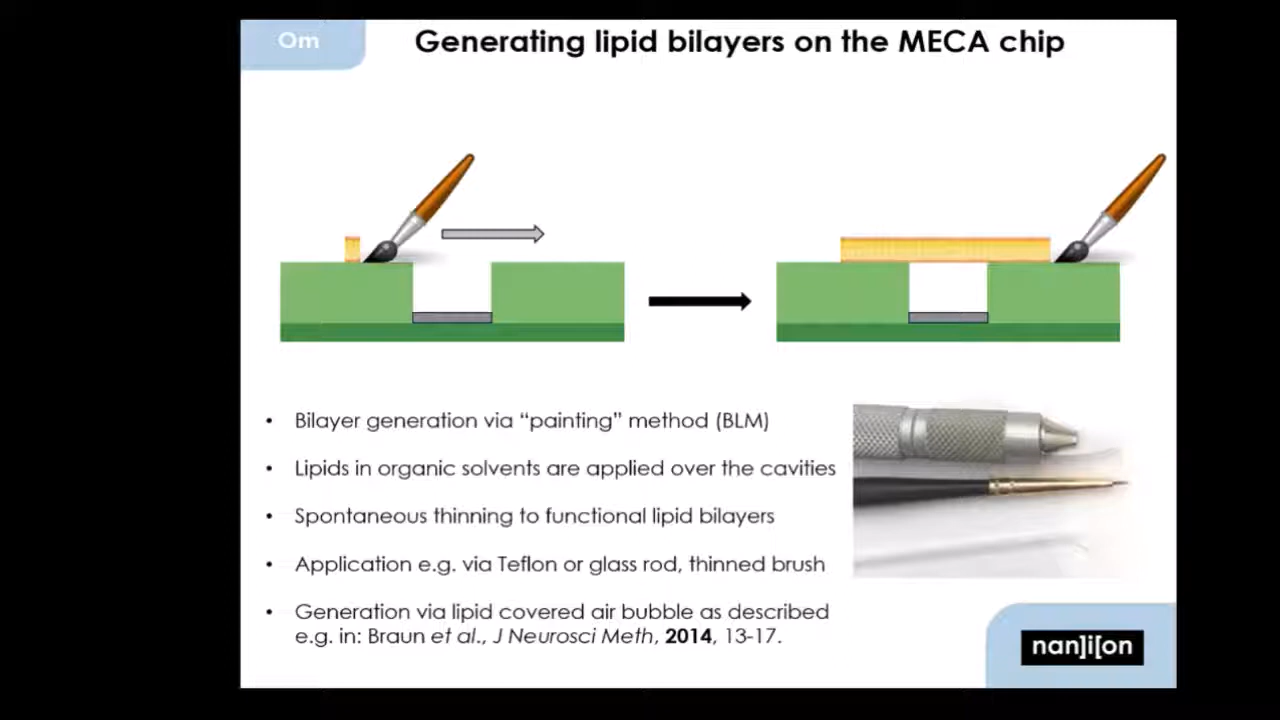 Om
Generating lipid bilayers on the MECA chip
• Bilayer generation via “painting” method (BLM)
• Lipids in organic solvents are applied over the cavities
• Spontaneous thinning to functional lipid bilayers
• Application e.g. via Teflon or glass rod, thinned brush
• Generation via lipid covered air bubble as described
e.g. in: Braun et al., J Neurosci Meth, 2014, 13-17.
nan]i[on